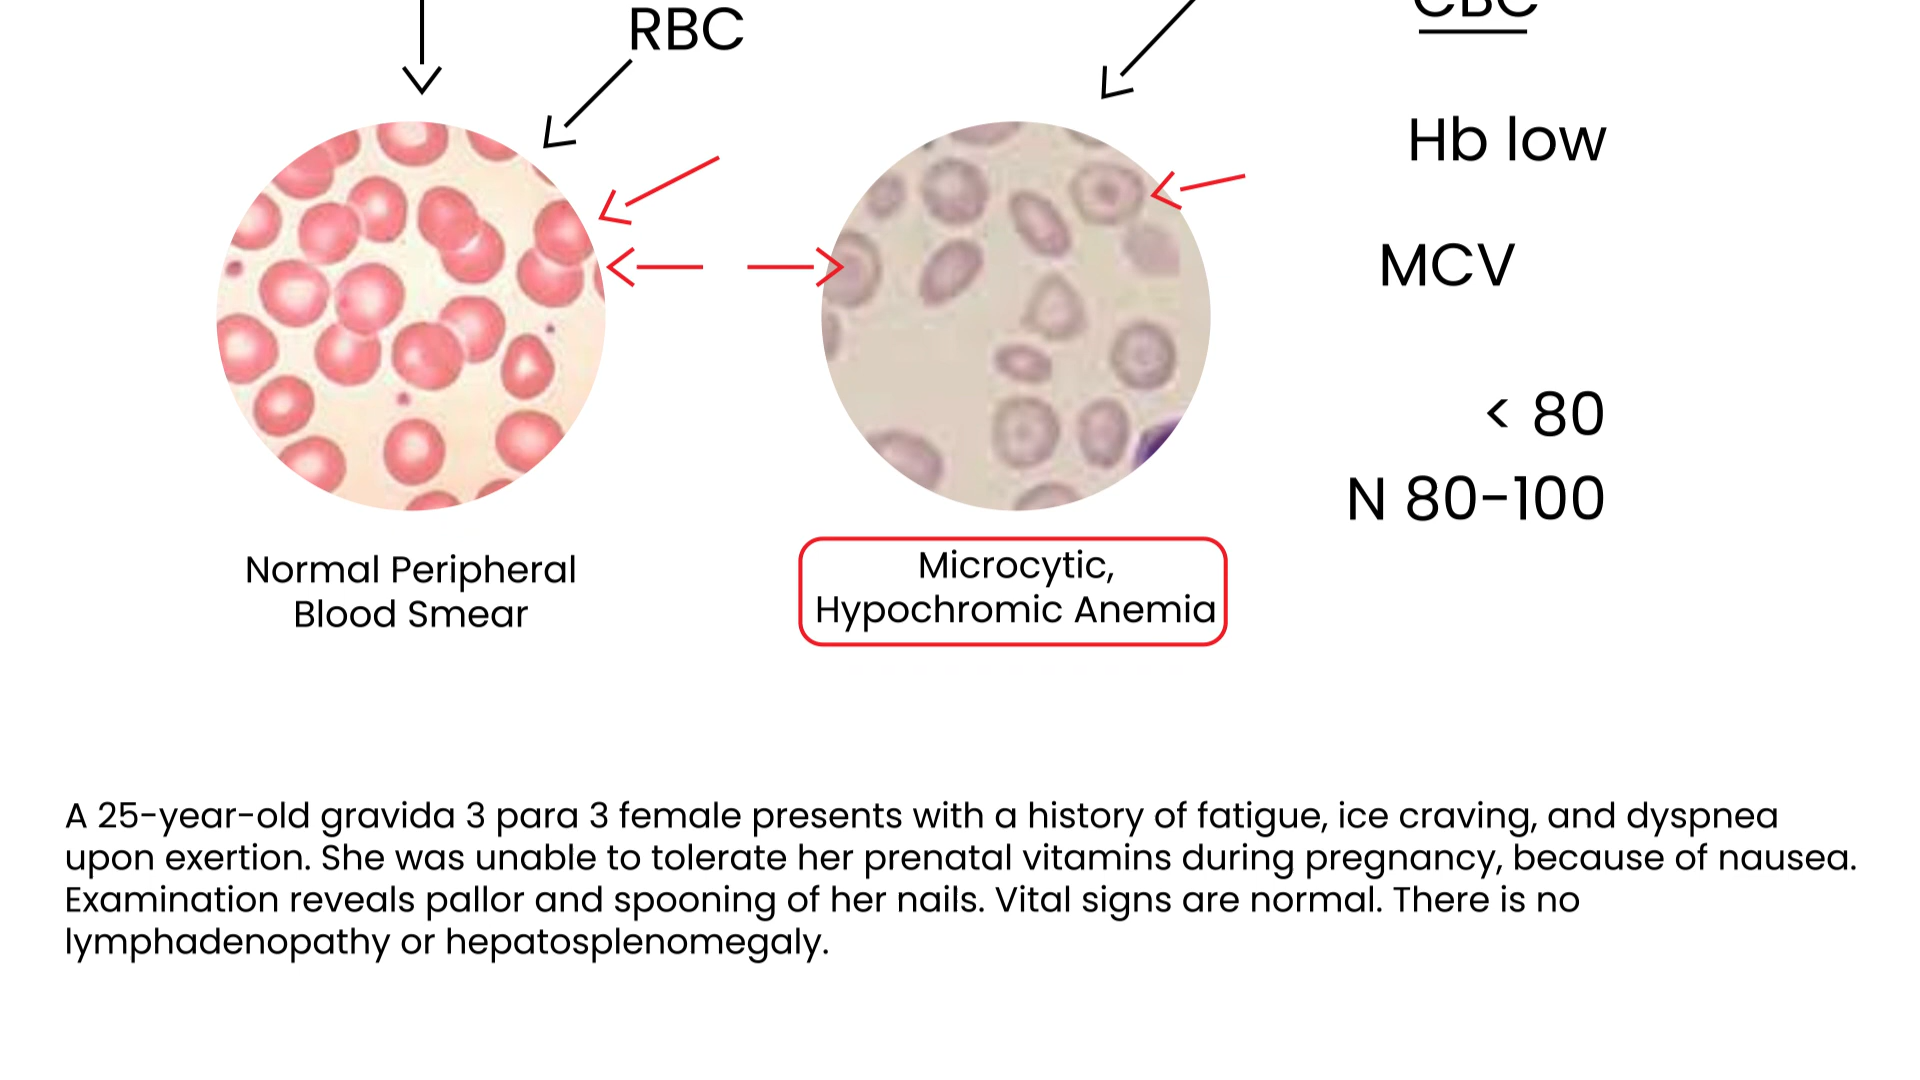 RBC
CBC
Hb low
MCV
< 80
N 80-100
Normal Peripheral
Blood Smear
Microcytic,
Hypochromic Anemia
A 25-year-old gravida 3 para 3 female presents with a history of fatigue, ice craving, and dyspnea
upon exertion. She was unable to tolerate her prenatal vitamins during pregnancy, because of nausea.
Examination reveals pallor and spooning of her nails. Vital signs are normal. There is no
lymphadenopathy or hepatosplenomegaly.